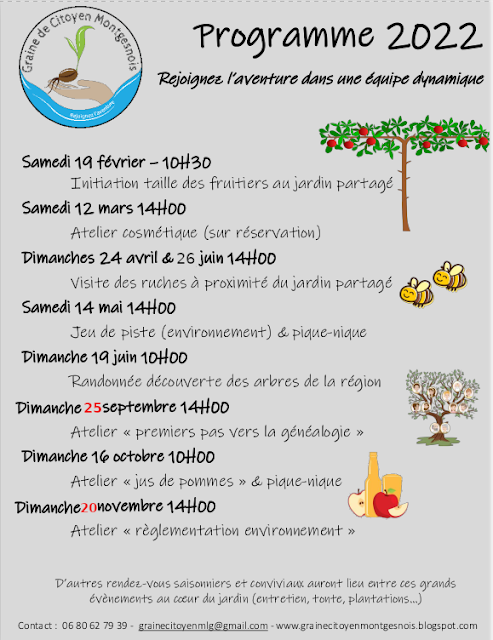 Graine de Citoyen Montgesnois
Rejoignez l'aventure
Programme 2022
Rejoignez l'aventure dans une équipe dynamique
Samedi 19 février – 10H30
Initiation taille des fruitiers au jardin partagé
Samedi 12 mars 14H00
Atelier cosmétique (sur réservation)
Dimanches 24 avril & 26 juin 14H00
Visite des ruches à proximité du jardin partagé
Samedi 14 mai 14H00
Jeu de piste (environnement) & pique-nique
Dimanche 19 juin 10H00
Randonnée découverte des arbres de la région
Dimanche 25 septembre 14H00
Atelier « premiers pas vers la généalogie »
Dimanche 16 octobre 10H00
Atelier « jus de pommes » & pique-nique
Dimanche 20 novembre 14H00
Atelier « règlementation environnement »
D'autres rendez-vous saisonniers et conviviaux auront lieu entre ces grands
évènements au cœur du jardin (entretien, tonte, plantations...)
Contact : 06 80 62 79 39 - grainecitoyenmlg@gmail.com - www.grainecitoyenmontgesnois.blogspot.com